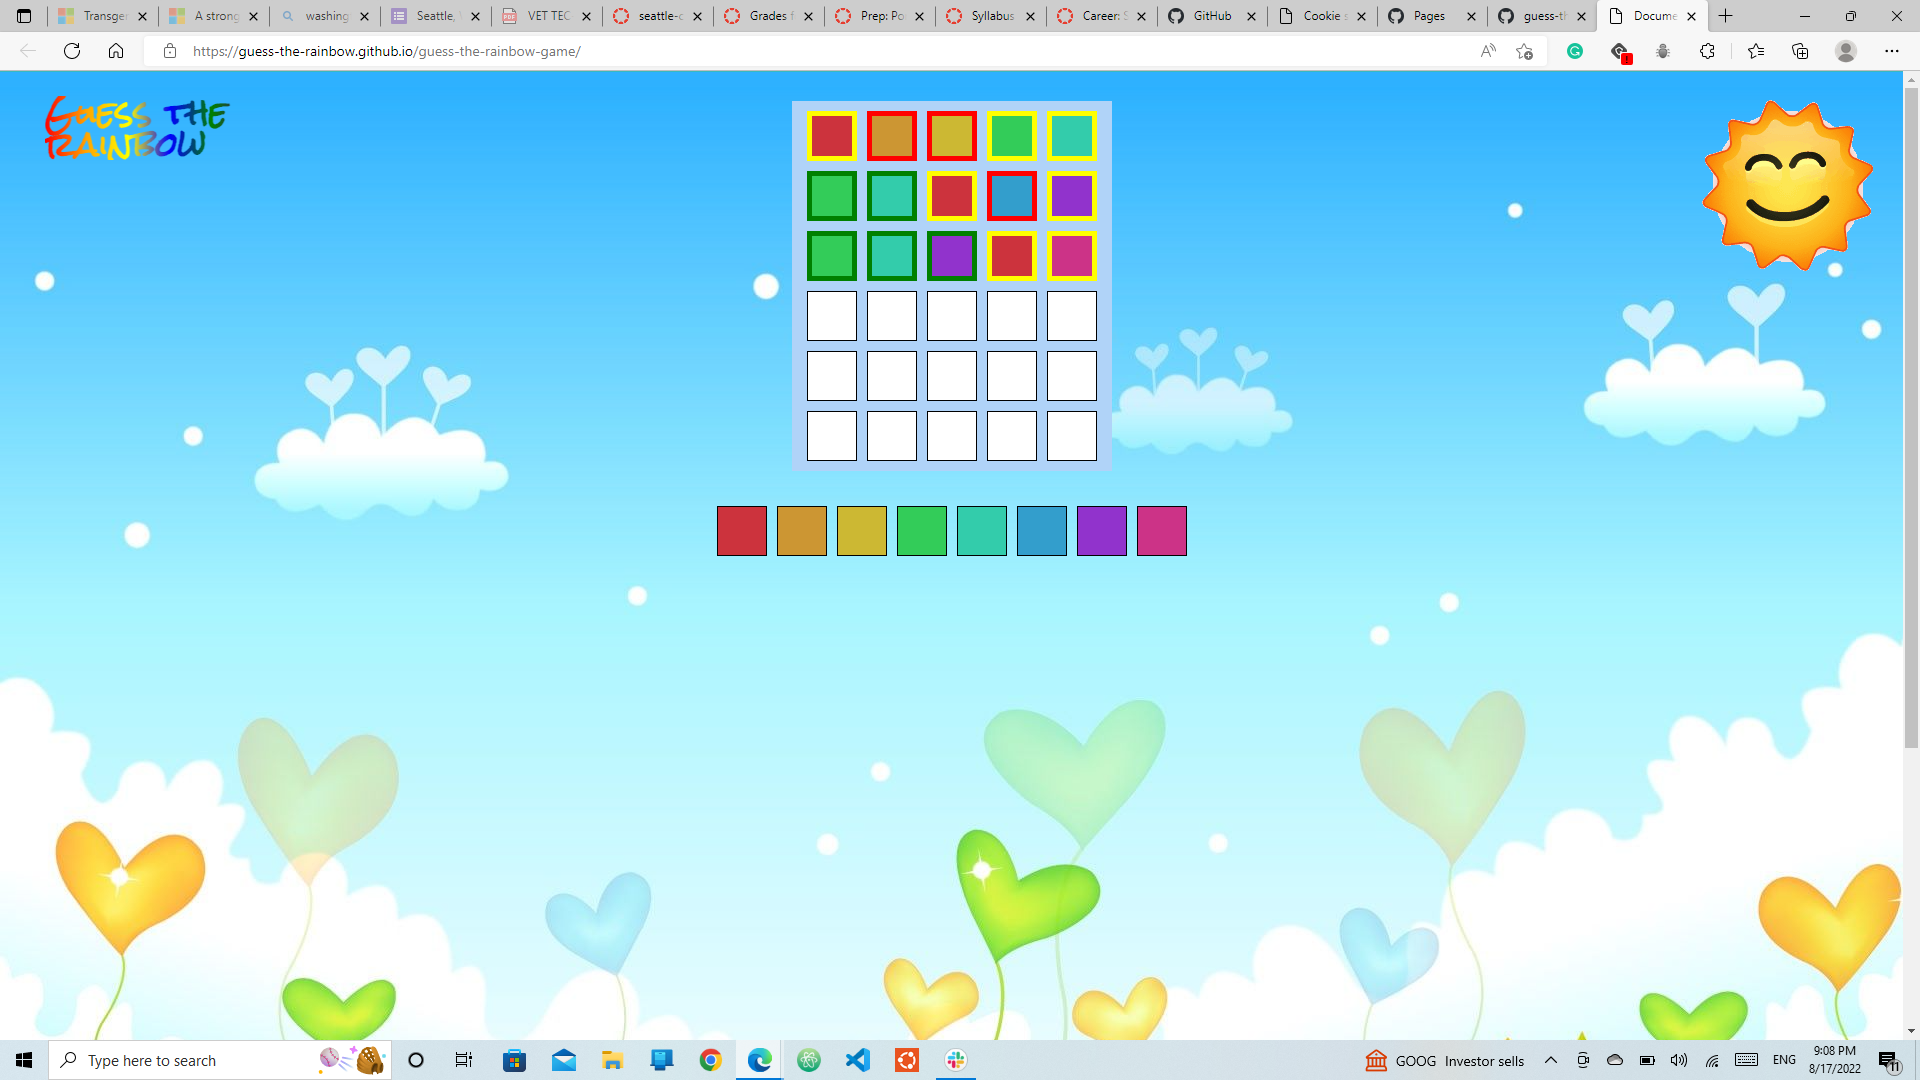 Transger
A strong
washing
Seattle,
VET TEC
seattle-c
Grades f
Prep: Po
Syllabus
Career: S
GitHub
Cookie s
Pages
guess-th
Docume
https://guess-the-rainbow.github.io/guess-the-rainbow-game/
Guess the
Rainbow
Type here to search
GOOG Investor sells
ENG
9:08 PM
8/17/2022
11